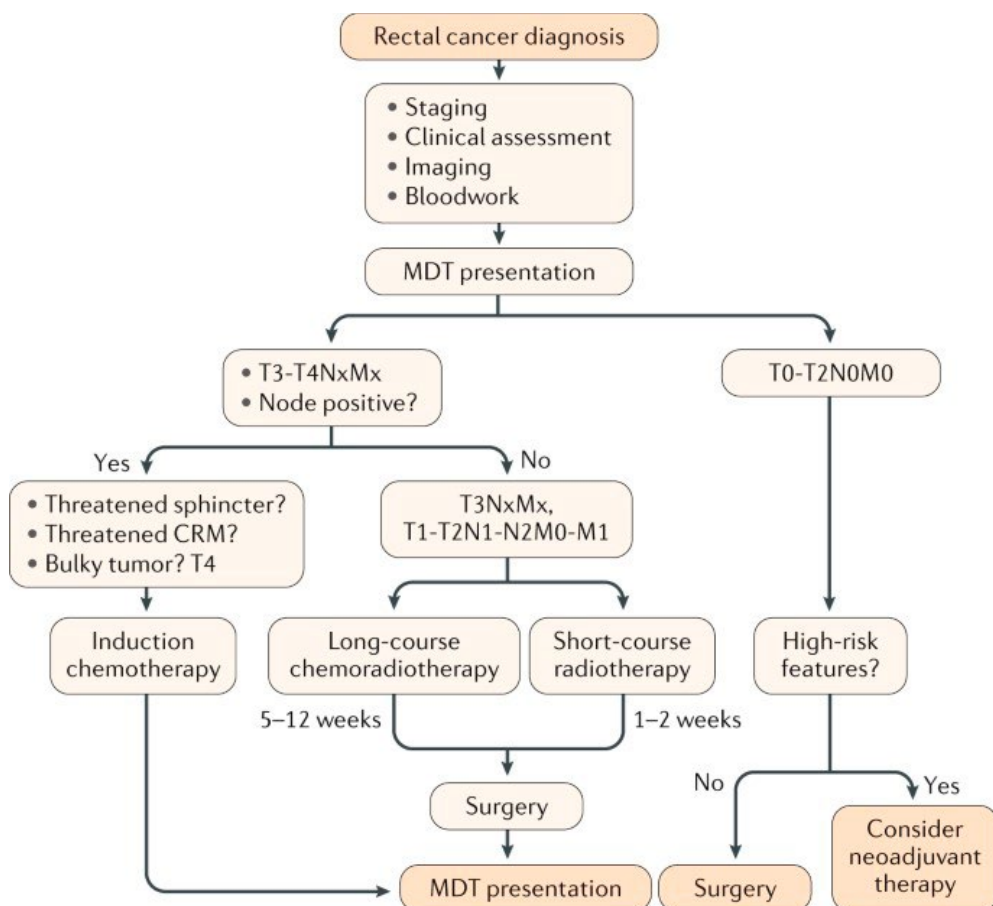 Rectal cancer diagnosis
• Staging
• Clinical assessment
• Imaging
• Bloodwork
MDT presentation
• T3-T4NxMx
• Node positive?
T0-T2N0M0
Yes
No
• Threatened sphincter?
• Threatened CRM?
• Bulky tumor? T4
T3NxMx,
T1-T2N1-N2M0-M1
Induction
chemotherapy
Long-course
chemoradiotherapy
Short-course
radiotherapy
High-risk
features?
5–12 weeks
1–2 weeks
Surgery
No
Yes
MDT presentation
Surgery
Consider
neoadjuvant
therapy